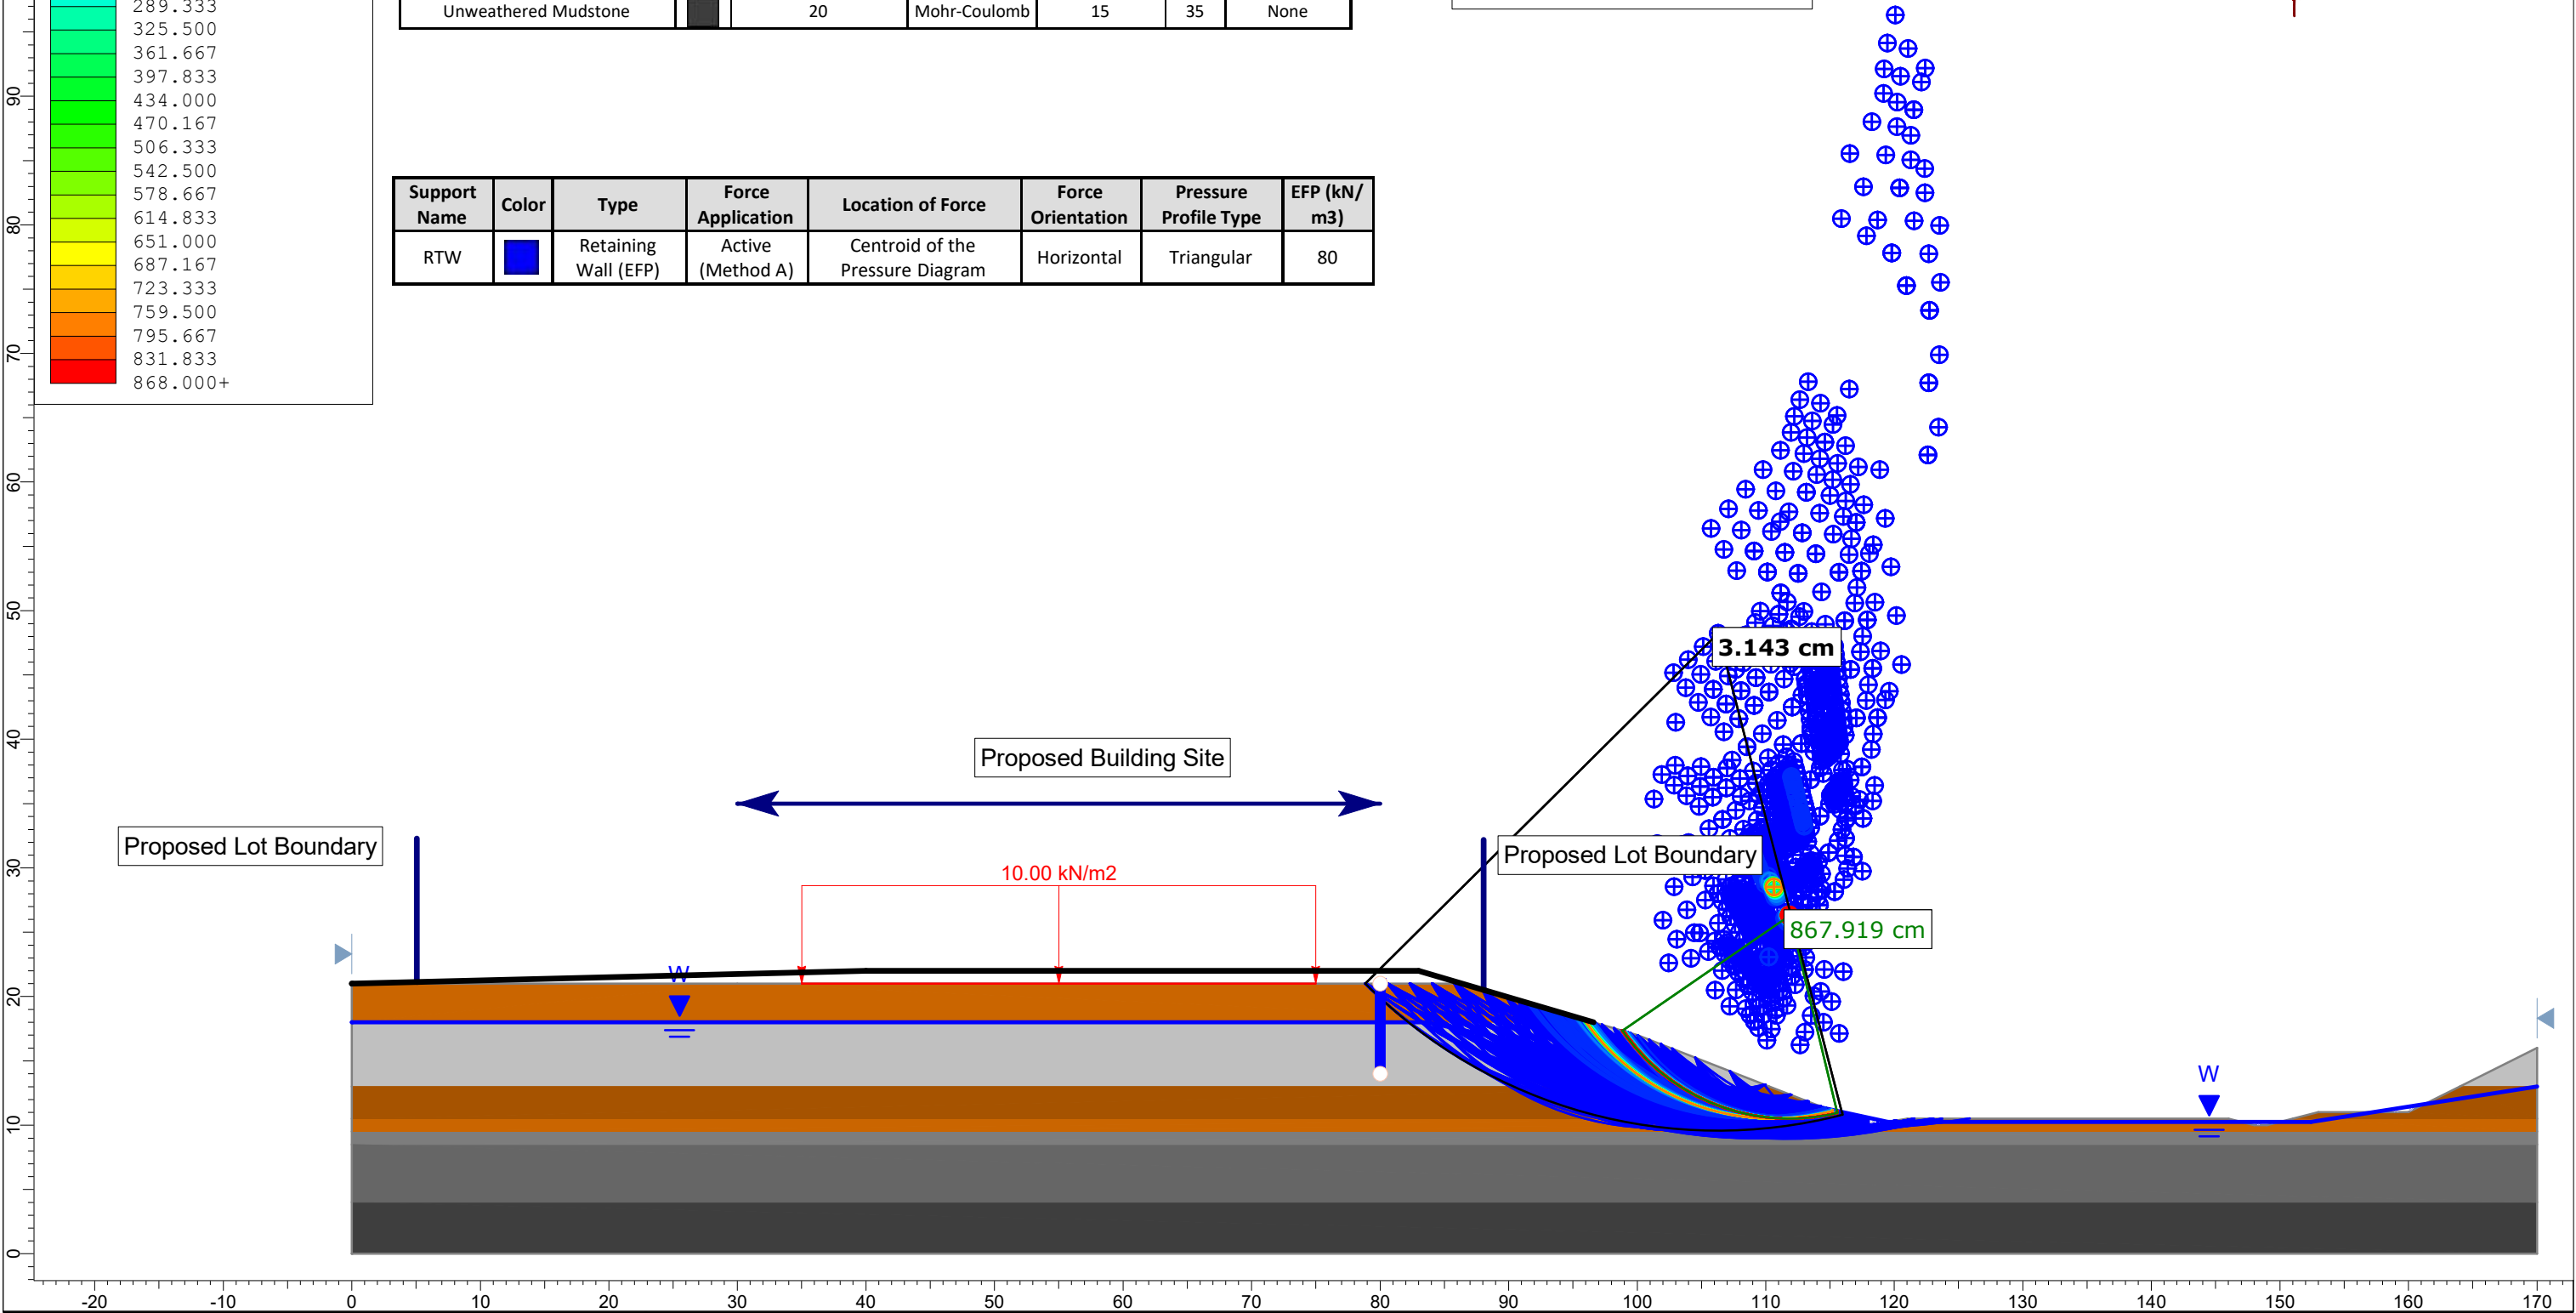 289.333
325.500
361.667
397.833
434.000
470.167
506.333
542.500
578.667
614.833
651.000
687.167
723.333
759.500
795.667
831.833
868.000+
Unweathered Mudstone 20 Mohr-Coulomb 15 35 None
Support Name Color Type Force Application Location of Force Force Orientation Pressure Profile Type EFP (kN/m3)
RTW Retaining Wall (EFP) Active (Method A) Centroid of the Pressure Diagram Horizontal Triangular 80
3.143 cm
Proposed Building Site
Proposed Lot Boundary
Proposed Lot Boundary
10.00 kN/m2
867.919 cm
W
W
90
80
70
60
50
40
30
20
10
0
-20 -10 0 10 20 30 40 50 60 70 80 90 100 110 120 130 140 150 160 170